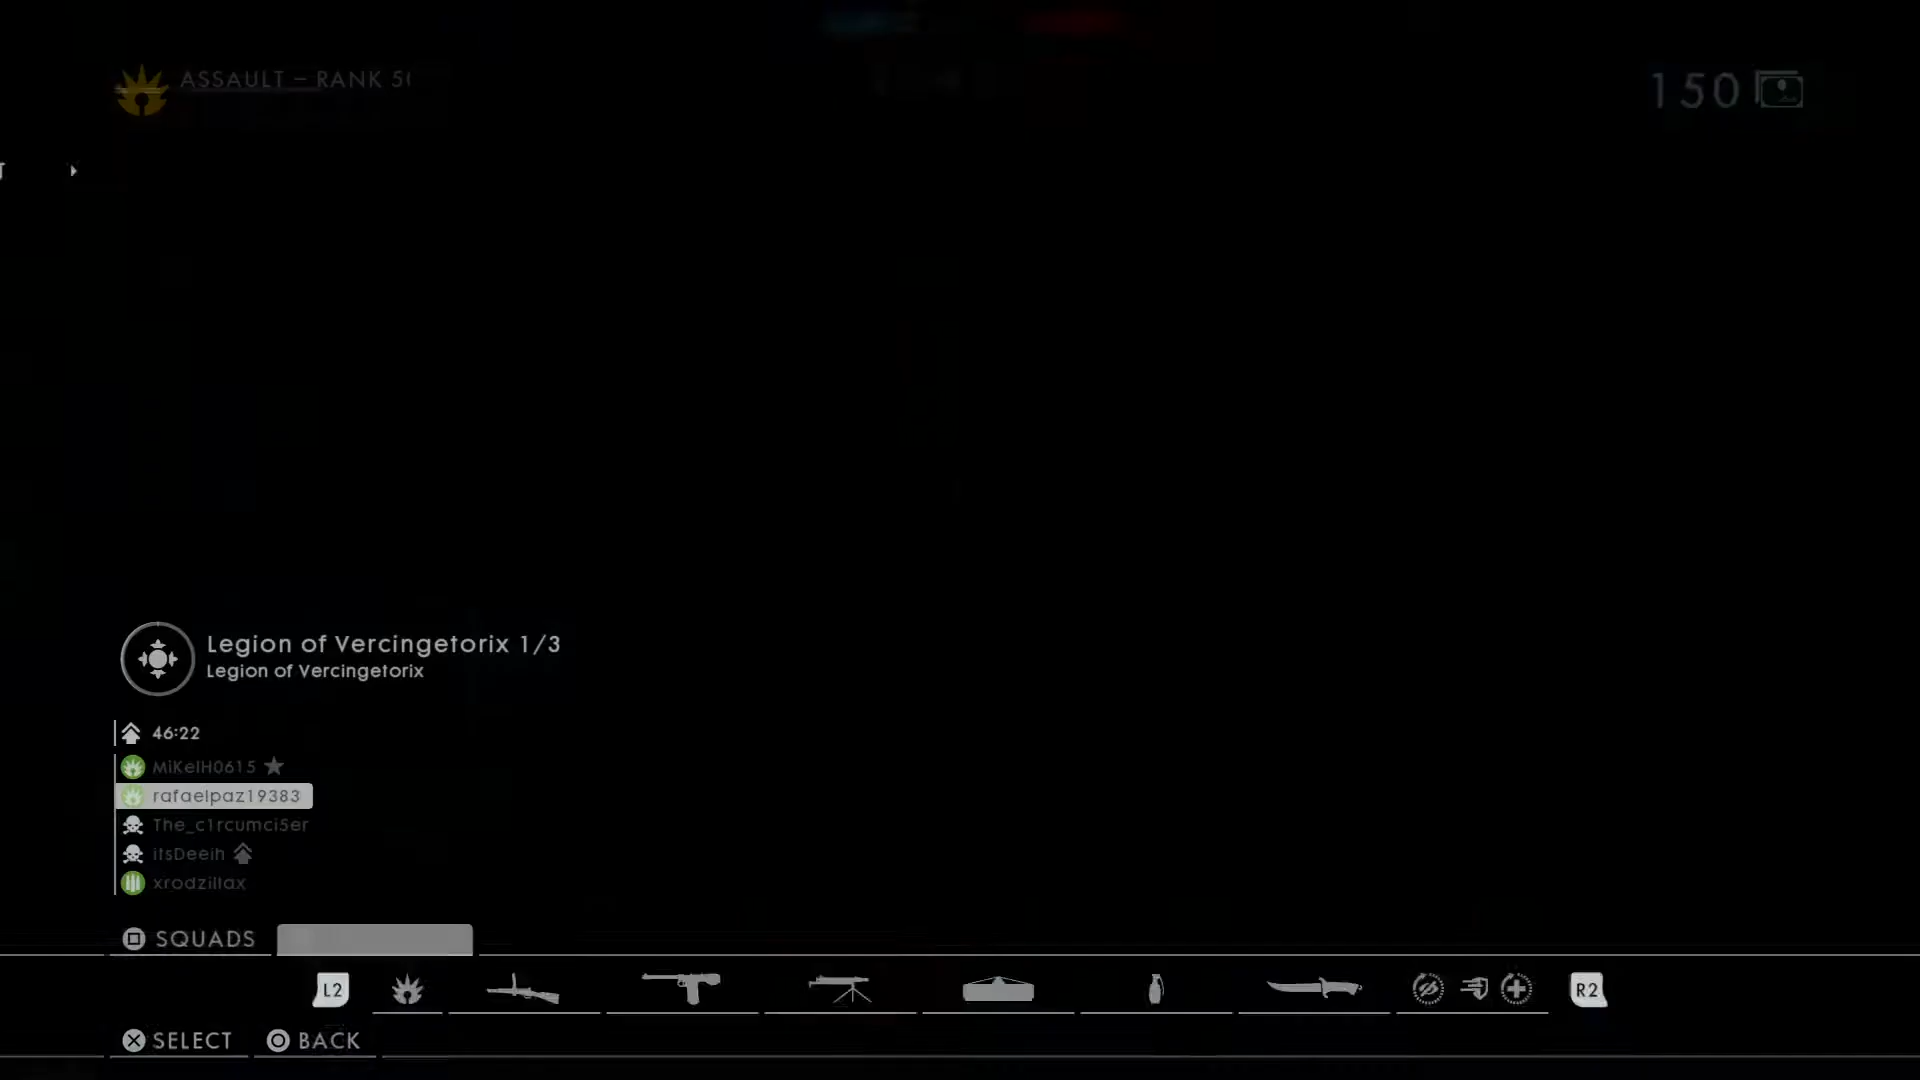 ASSAULT – RANK 50
150
Legion of Vercingetorix 1/3
Legion of Vercingetorix
46:22
MiKelH0615
rafaelpaz19383
The_c1rcumci5er
itsDeeih
xrodzillax
SQUADS
L2
R2
SELECT
BACK